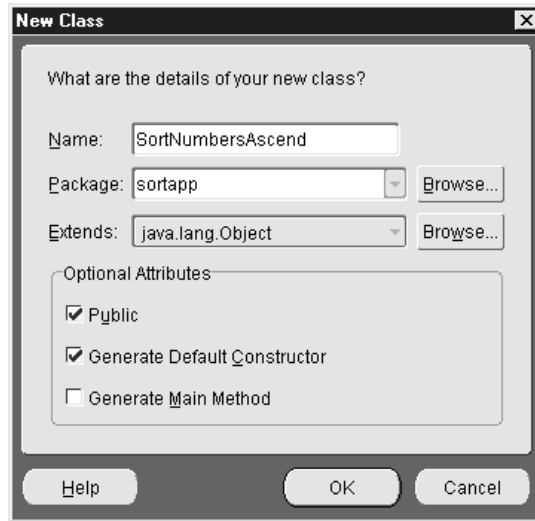 New Class
What are the details of your new class?
Name: SortNumbersAscend
Package: sortapp Browse...
Extends: java.lang.Object Browse...
Optional Attributes
Public
Generate Default Constructor
Generate Main Method
Help OK Cancel